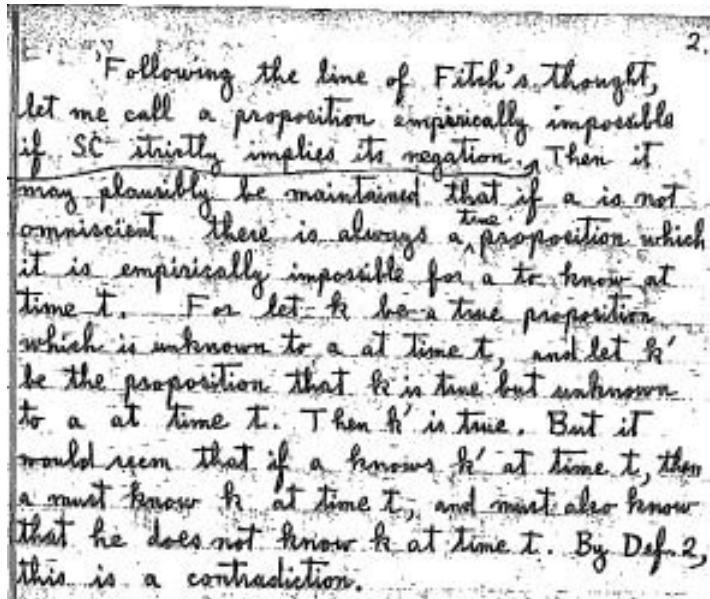 2.
"Following the line of Fitch's thought,
let me call a proposition empirically impossible
if SC strictly implies its negation. Then it
may plausibly be maintained that if a is not
omniscient there is always a true proposition which
it is empirically impossible for a to know at
time t. For let k be a true proposition
which is unknown to a at time t, and let k'
be the proposition that k is true but unknown
to a at time t. Then k' is true. But it
would seem that if a knows k' at time t, then
a must know k at time t, and must also know
that he does not know k at time t. By Def. 2,
this is a contradiction.